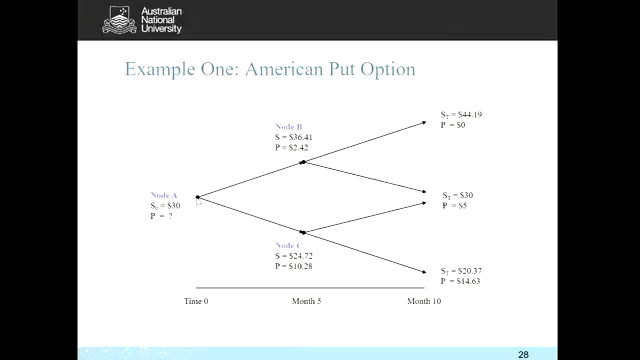 Australian
National
University
Example One: American Put Option
Node B
S = $36.41
P = $2.42
S_T = $44.19
P = $0
Node A
S_0 = $30
P = ?
S_T = $30
P = $5
Node C
S = $24.72
P = $10.28
S_T = $20.37
P = $14.63
Time 0
Month 5
Month 10
28